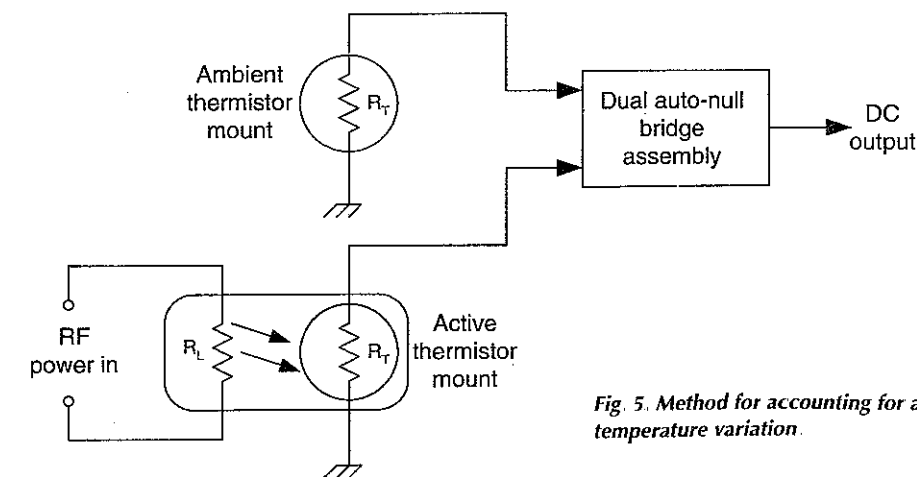 Ambient
thermistor
mount
R_T
Dual auto-null
bridge
assembly
DC
output
RF
power in
R_L
R_T
Active
thermistor
mount
Fig. 5. Method for accounting for a
temperature variation.